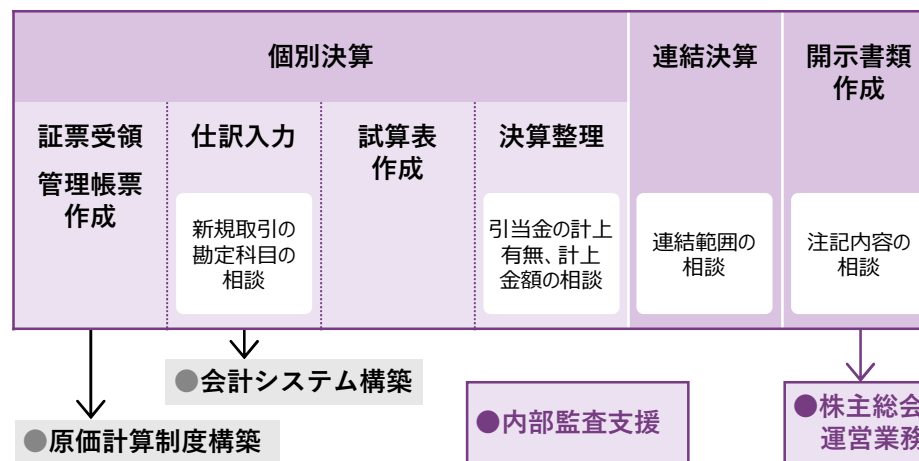 個別決算
連結決算
開示書類
作成
証票受領
管理帳票
作成
仕訳入力
新規取引の
勘定科目の
相談
試算表
作成
決算整理
引当金の計上
有無、計上
金額の相談
連結範囲の
相談
注記内容の
相談
●会計システム構築
●原価計算制度構築
●内部監査支援
●株主総会
運営業務